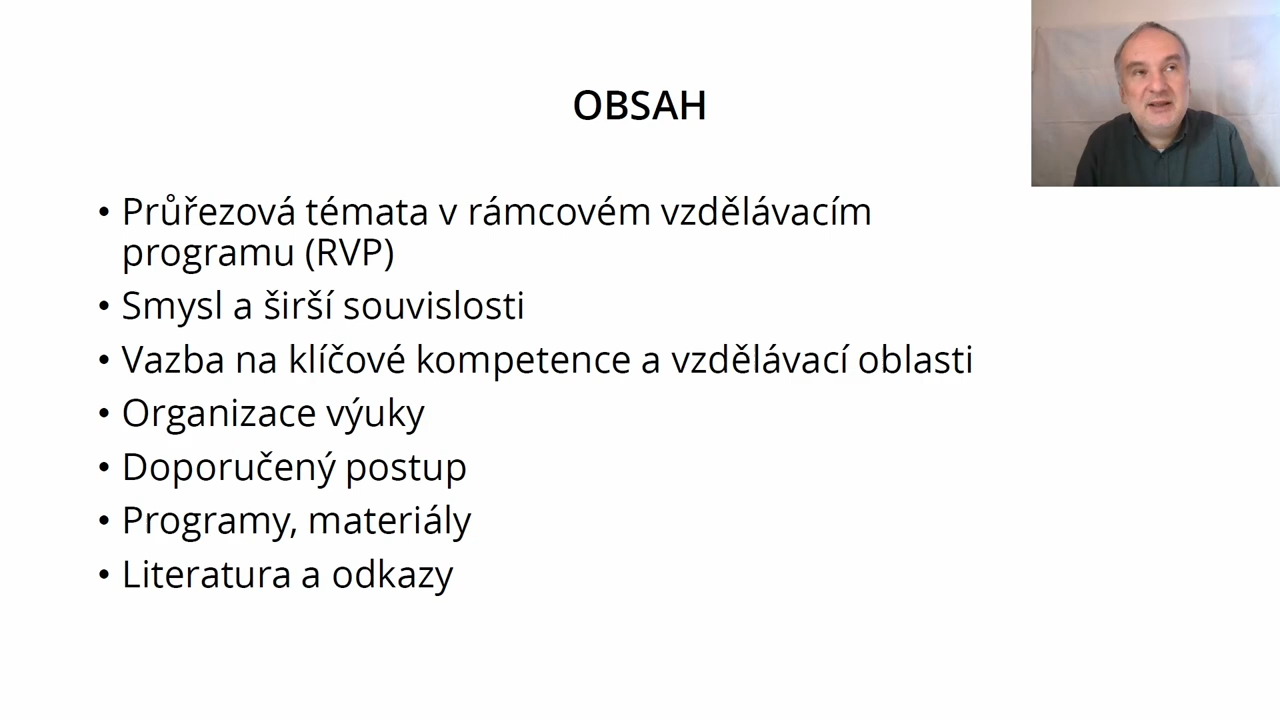 OBSAH
• Průřezová témata v rámcovém vzdělávacím
programu (RVP)
• Smysl a širší souvislosti
• Vazba na klíčové kompetence a vzdělávací oblasti
• Organizace výuky
• Doporučený postup
• Programy, materiály
• Literatura a odkazy